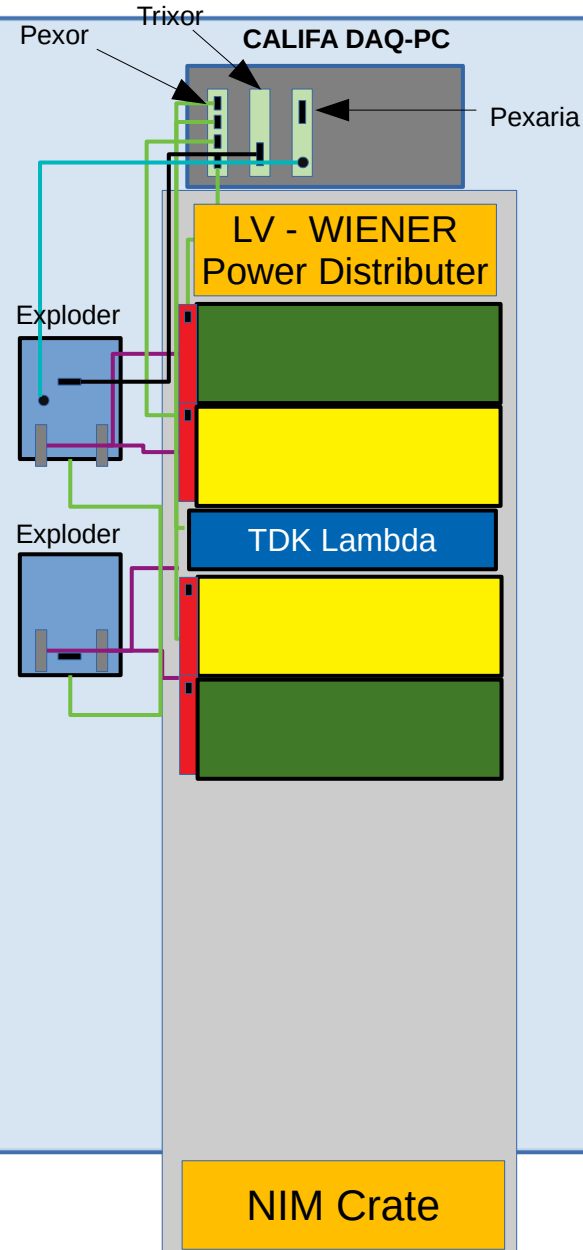 Trixor
Pexor
CALIFA DAQ-PC
Pexaria
LV - WIENER
Power Distributer
Exploder
Exploder
TDK Lambda
NIM Crate